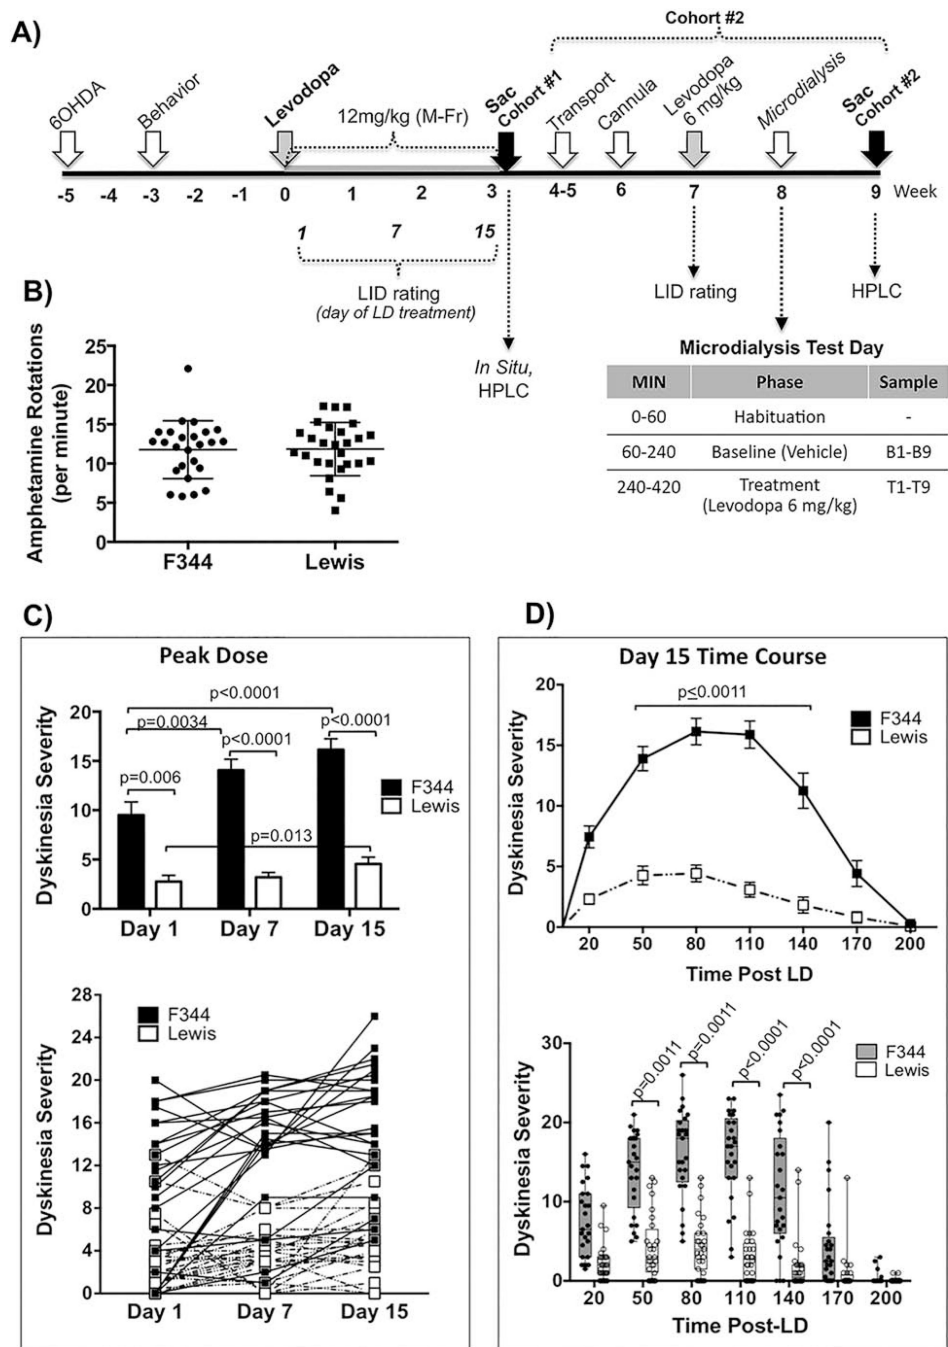 A)
Cohort #2
6OHDA
Behavior
Levodopa
12mg/kg (M-Fr)
Sac
Cohort #1
Transport
Cannula
Levodopa
6 mg/kg
Microdialysis
Sac
Cohort #2
-5 -4 -3 -2 -1 0 1 2 3 4-5 6 7 8 9 Week
1 7 15
LID rating
(day of LD treatment)
In Situ,
HPLC
LID rating
HPLC
Microdialysis Test Day
MIN Phase Sample
0-60 Habituation -
60-240 Baseline (Vehicle) B1-B9
240-420 Treatment T1-T9
(Levodopa 6 mg/kg)
B)
Amphetamine Rotations
(per minute)
25
20
15
10
5
0
F344 Lewis
C)
Peak Dose
Dyskinesia Severity
20
15
10
5
0
p<0.0001
p=0.0034
p<0.0001
p<0.0001
p=0.006
p=0.013
F344
Lewis
Day 1 Day 7 Day 15
Dyskinesia Severity
28
24
20
16
12
8
4
0
F344
Lewis
Day 1 Day 7 Day 15
D)
Day 15 Time Course
Dyskinesia Severity
20
15
10
5
0
p≤0.0011
F344
Lewis
20 50 80 110 140 170 200
Time Post LD
Dyskinesia Severity
30
20
10
0
p=0.0011
p=0.0011
p<0.0001
p<0.0001
F344
Lewis
20 50 80 110 140 170 200
Time Post-LD